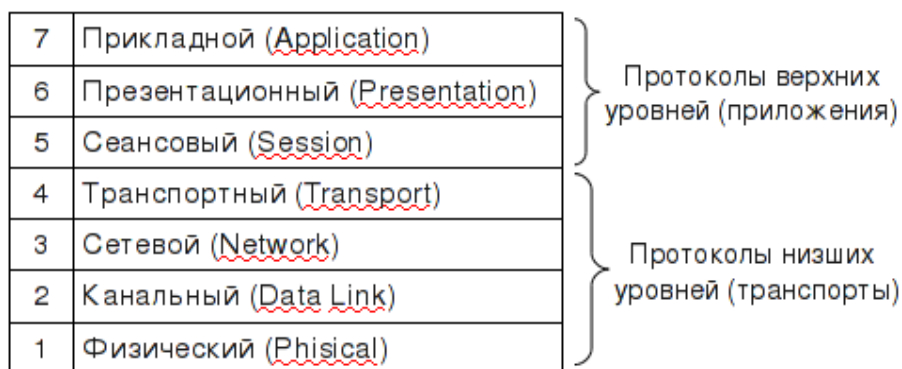 7 Прикладной (Application)
6 Презентационный (Presentation)
5 Сеансовый (Session)
4 Транспортный (Transport)
3 Сетевой (Network)
2 Канальный (Data Link)
1 Физический (Phisical)
Протоколы верхних
уровней (приложения)
Протоколы низших
уровней (транспорты)